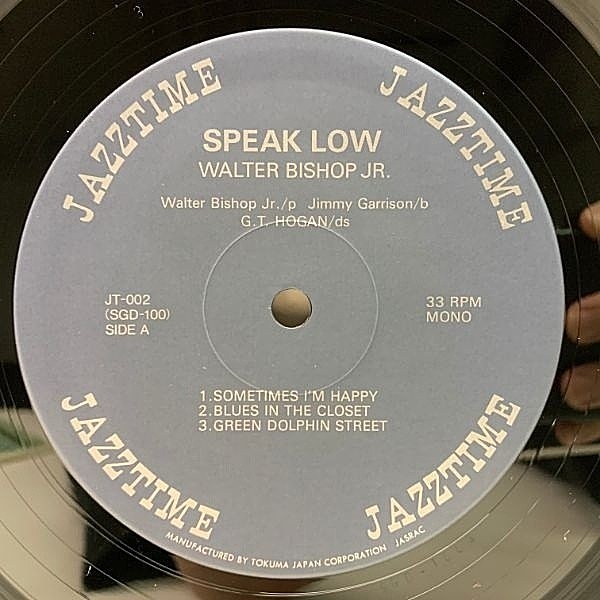 JAZZTIME
JAZZTIME
SPEAK LOW
WALTER BISHOP JR.
Walter Bishop Jr./p Jimmy Garrison/b
G.T. HOGAN/ds
JT-002
(SGD-100)
SIDE A
33 RPM
MONO
1.SOMETIMES I'M HAPPY
2.BLUES IN THE CLOSET
3.GREEN DOLPHIN STREET
JAZZTIME
JAZZTIME
MANUFACTURED BY TOKUMA JAPAN CORPORATION JASRAC